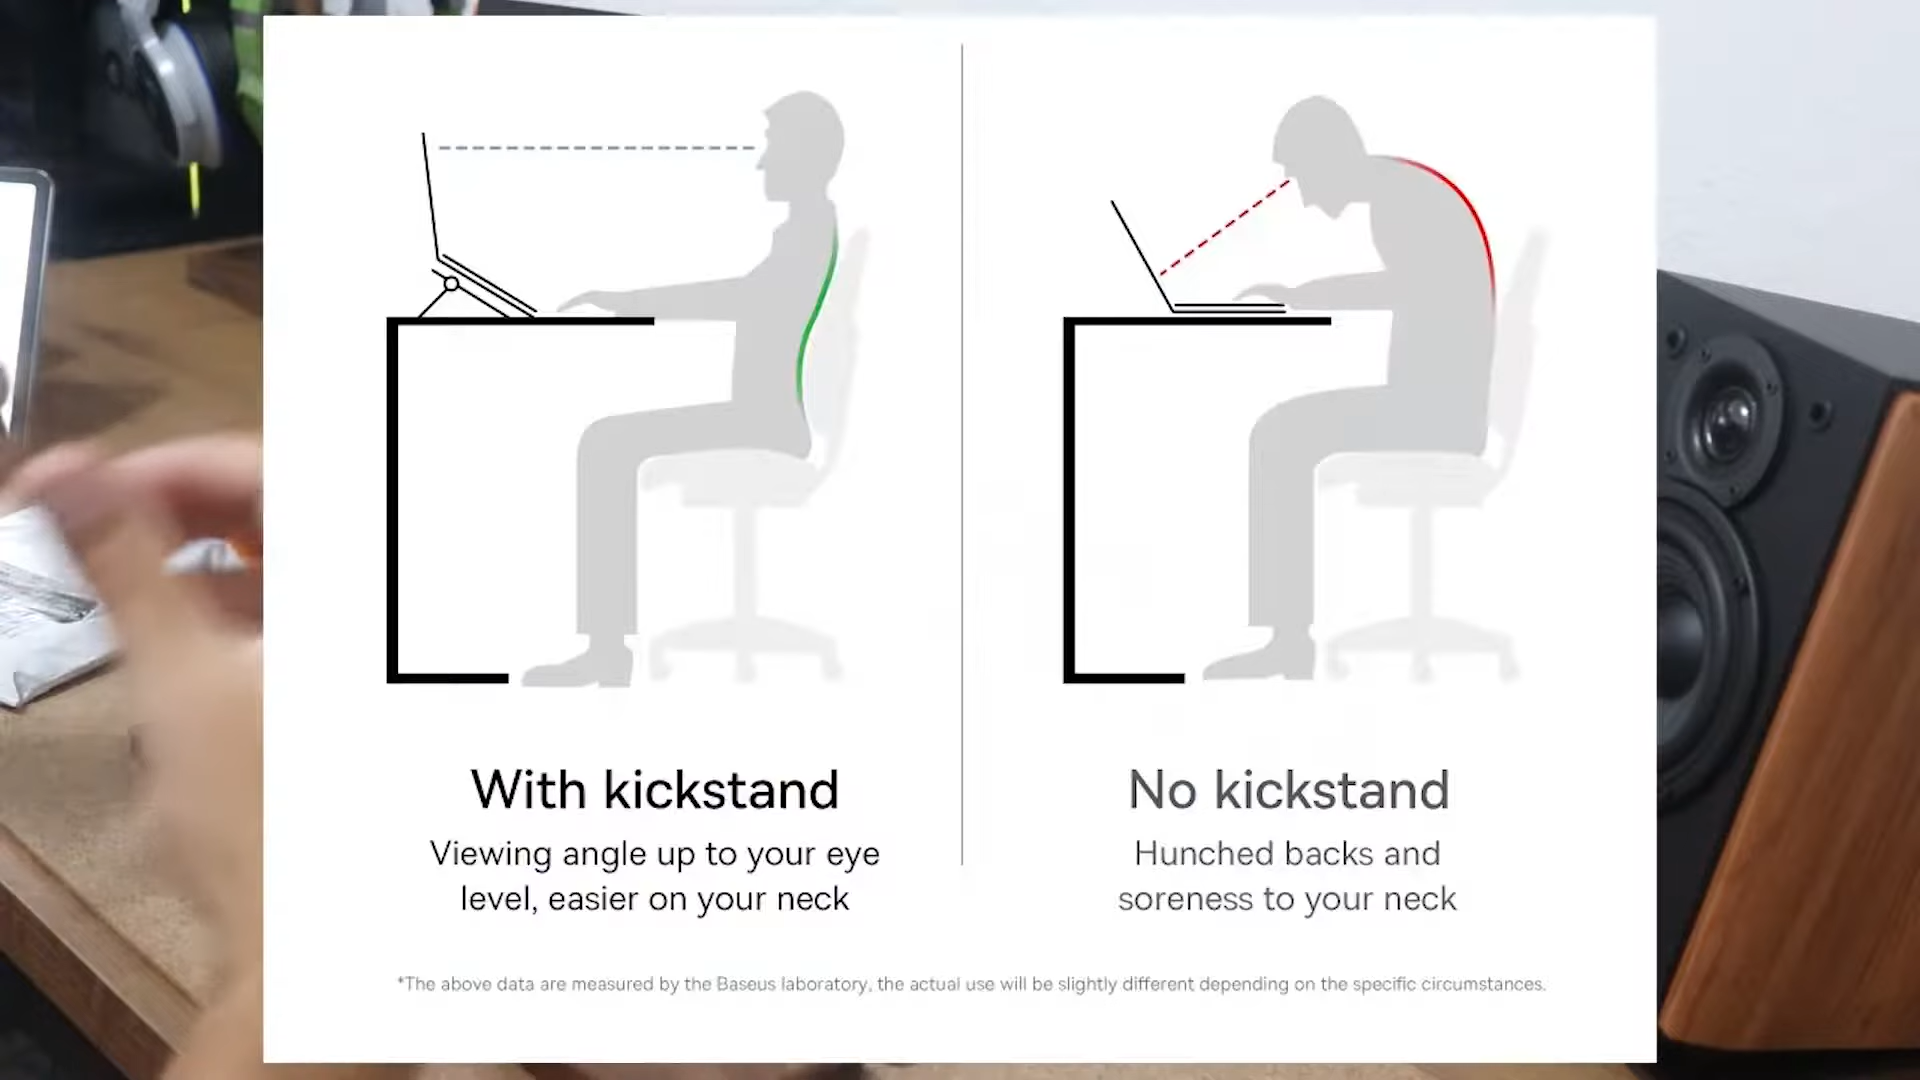 With kickstand
Viewing angle up to your eye
level, easier on your neck
No kickstand
Hunched backs and
soreness to your neck
*The above data are measured by the Baseus laboratory, the actual use will be slightly different depending on the specific circumstances.